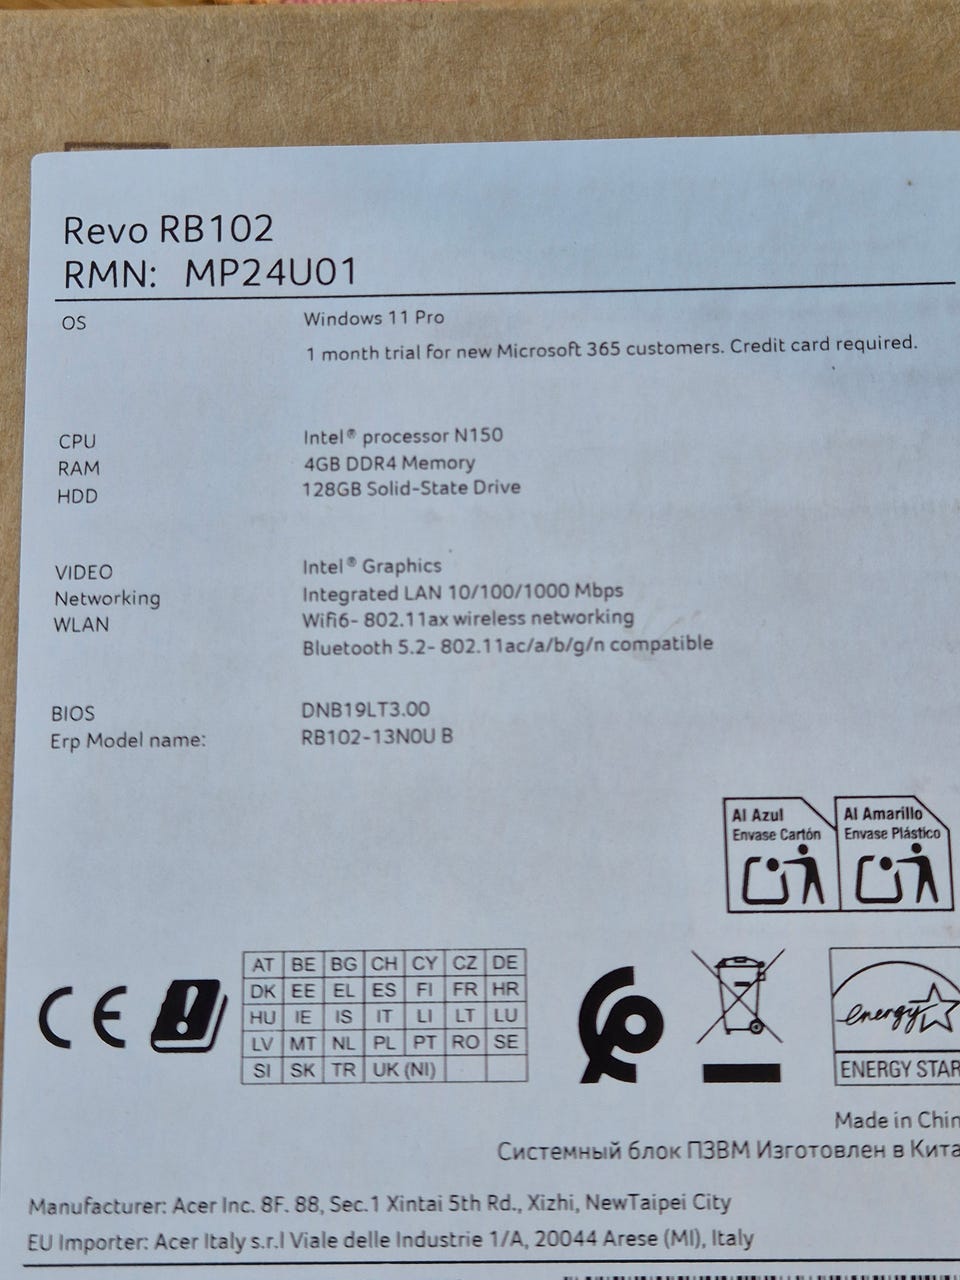 Revo RB102
RMN: MP24U01
OS Windows 11 Pro
1 month trial for new Microsoft 365 customers. Credit card required.
CPU Intel® processor N150
RAM 4GB DDR4 Memory
HDD 128GB Solid-State Drive
VIDEO Intel® Graphics
Networking Integrated LAN 10/100/1000 Mbps
WLAN Wifi6- 802.11ax wireless networking
Bluetooth 5.2- 802.11ac/a/b/g/n compatible
BIOS DNB19LT3.00
Erp Model name: RB102-13N0U B
Al Azul Al Amarillo
Envase Cartón Envase Plástico
CE
AT BE BG CH CY CZ DE
DK EE EL ES FI FR HR
HU IE IS IT LI LT LU
LV MT NL PL PT RO SE
SI SK TR UK (NI)
energy
ENERGY STAR
Made in Chin
Системный блок ПЗВМ Изготовлен в Кита
Manufacturer: Acer Inc. 8F. 88, Sec.1 Xintai 5th Rd., Xizhi, NewTaipei City
EU Importer: Acer Italy s.r.l Viale delle Industrie 1/A, 20044 Arese (MI), Italy